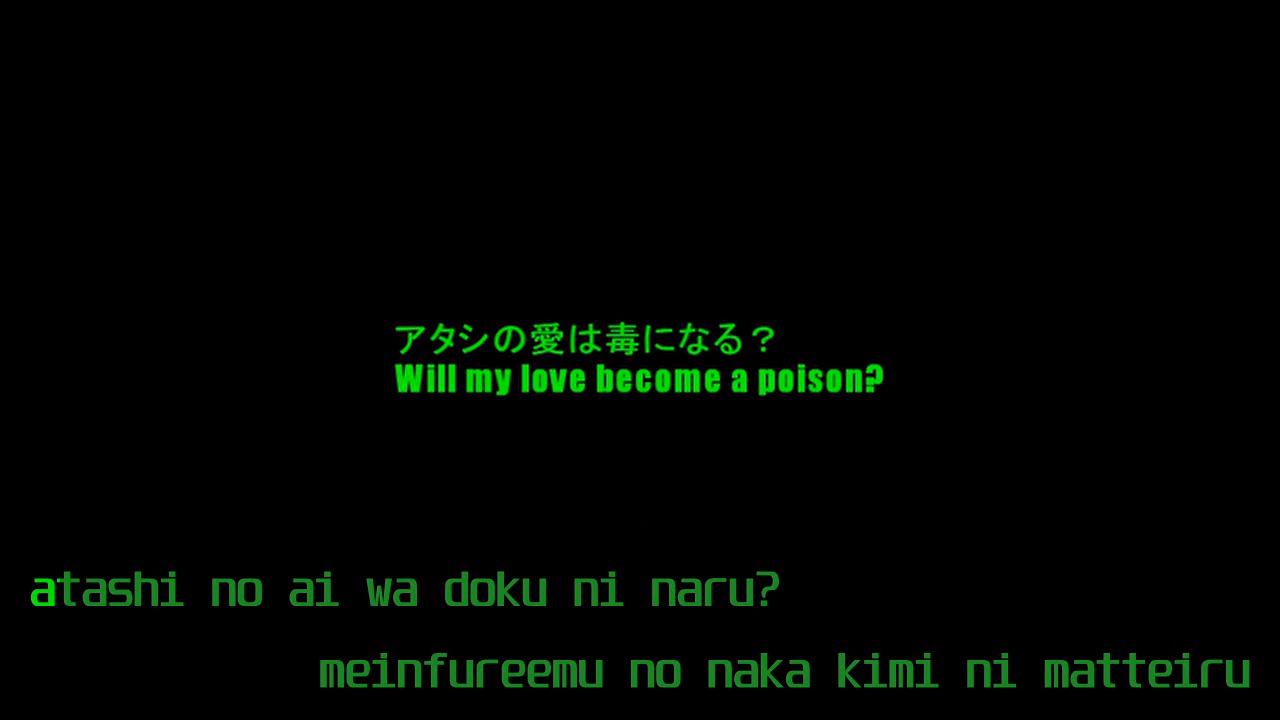 アタシの愛は毒になる？
Will my love become a poison?
atashi no ai wa doku ni naru?
meinfureemu no naka kimi ni matteiru